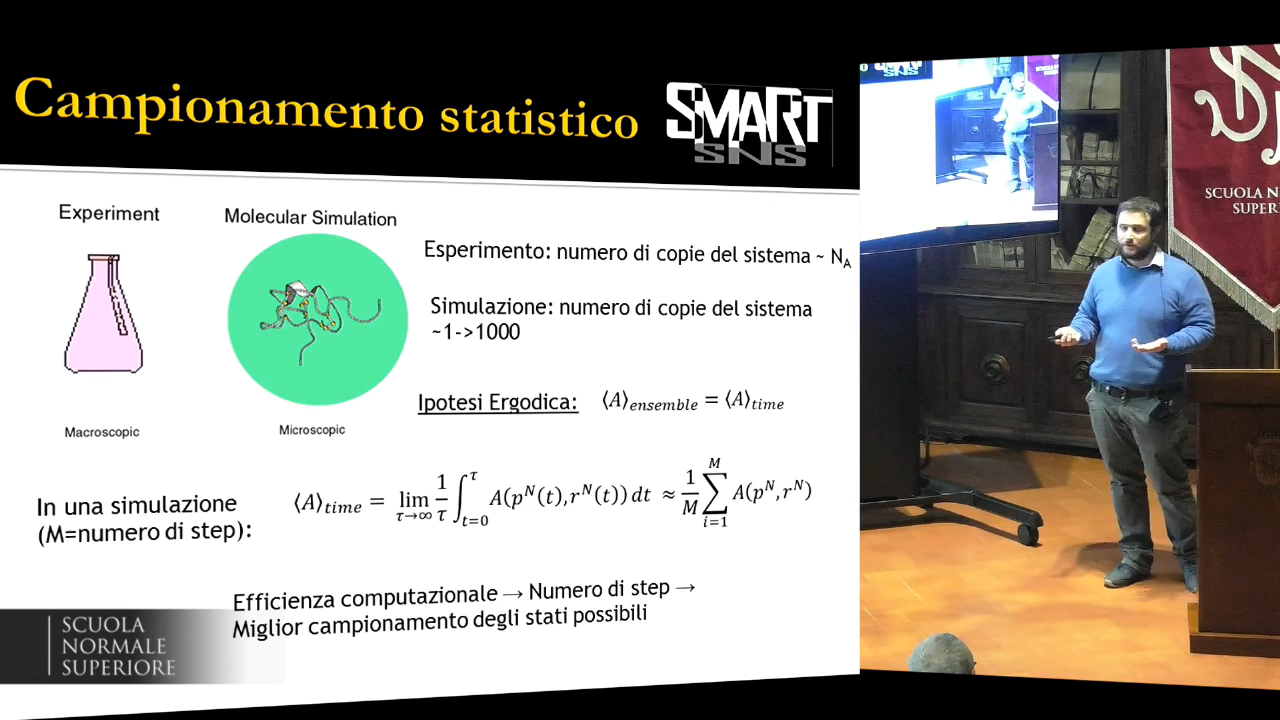 Campionamento statistico
SMART
SNS
Experiment
Molecular Simulation
Macroscopic
Microscopic
Esperimento: numero di copie del sistema ~ N_A
Simulazione: numero di copie del sistema
~1->1000
Ipotesi Ergodica: ⟨A⟩_ensemble = ⟨A⟩_time
In una simulazione
(M=numero di step):
⟨A⟩_time = lim_{τ→∞} 1/τ ∫_{t=0}^{τ} A(p^N(t), r^N(t)) dt ≈ 1/M ∑_{i=1}^{M} A(p^N, r^N)
Efficienza computazionale → Numero di step →
Miglior campionamento degli stati possibili
SCUOLA
NORMALE
SUPERIORE
SNS
SCUOLA N
SUPER